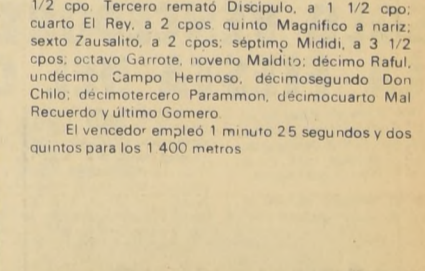 1/2 cpo. Tercero remató Discipulo, a 1 1/2 cpo;
cuarto El Rey, a 2 cpos. quinto Magnifico a nariz;
sexto Zausalito, a 2 cpos; séptimo Mididi, a 3 1/2
cpos; octavo Garrote, noveno Maldito; décimo Raful,
undécimo Campo Hermoso, décimosegundo Don
Chilo; décimotercero Parammon, décimocuarto Mal
Recuerdo y último Gomero.
El vencedor empleó 1 minuto 25 segundos y dos
quintos para los 1 400 metros